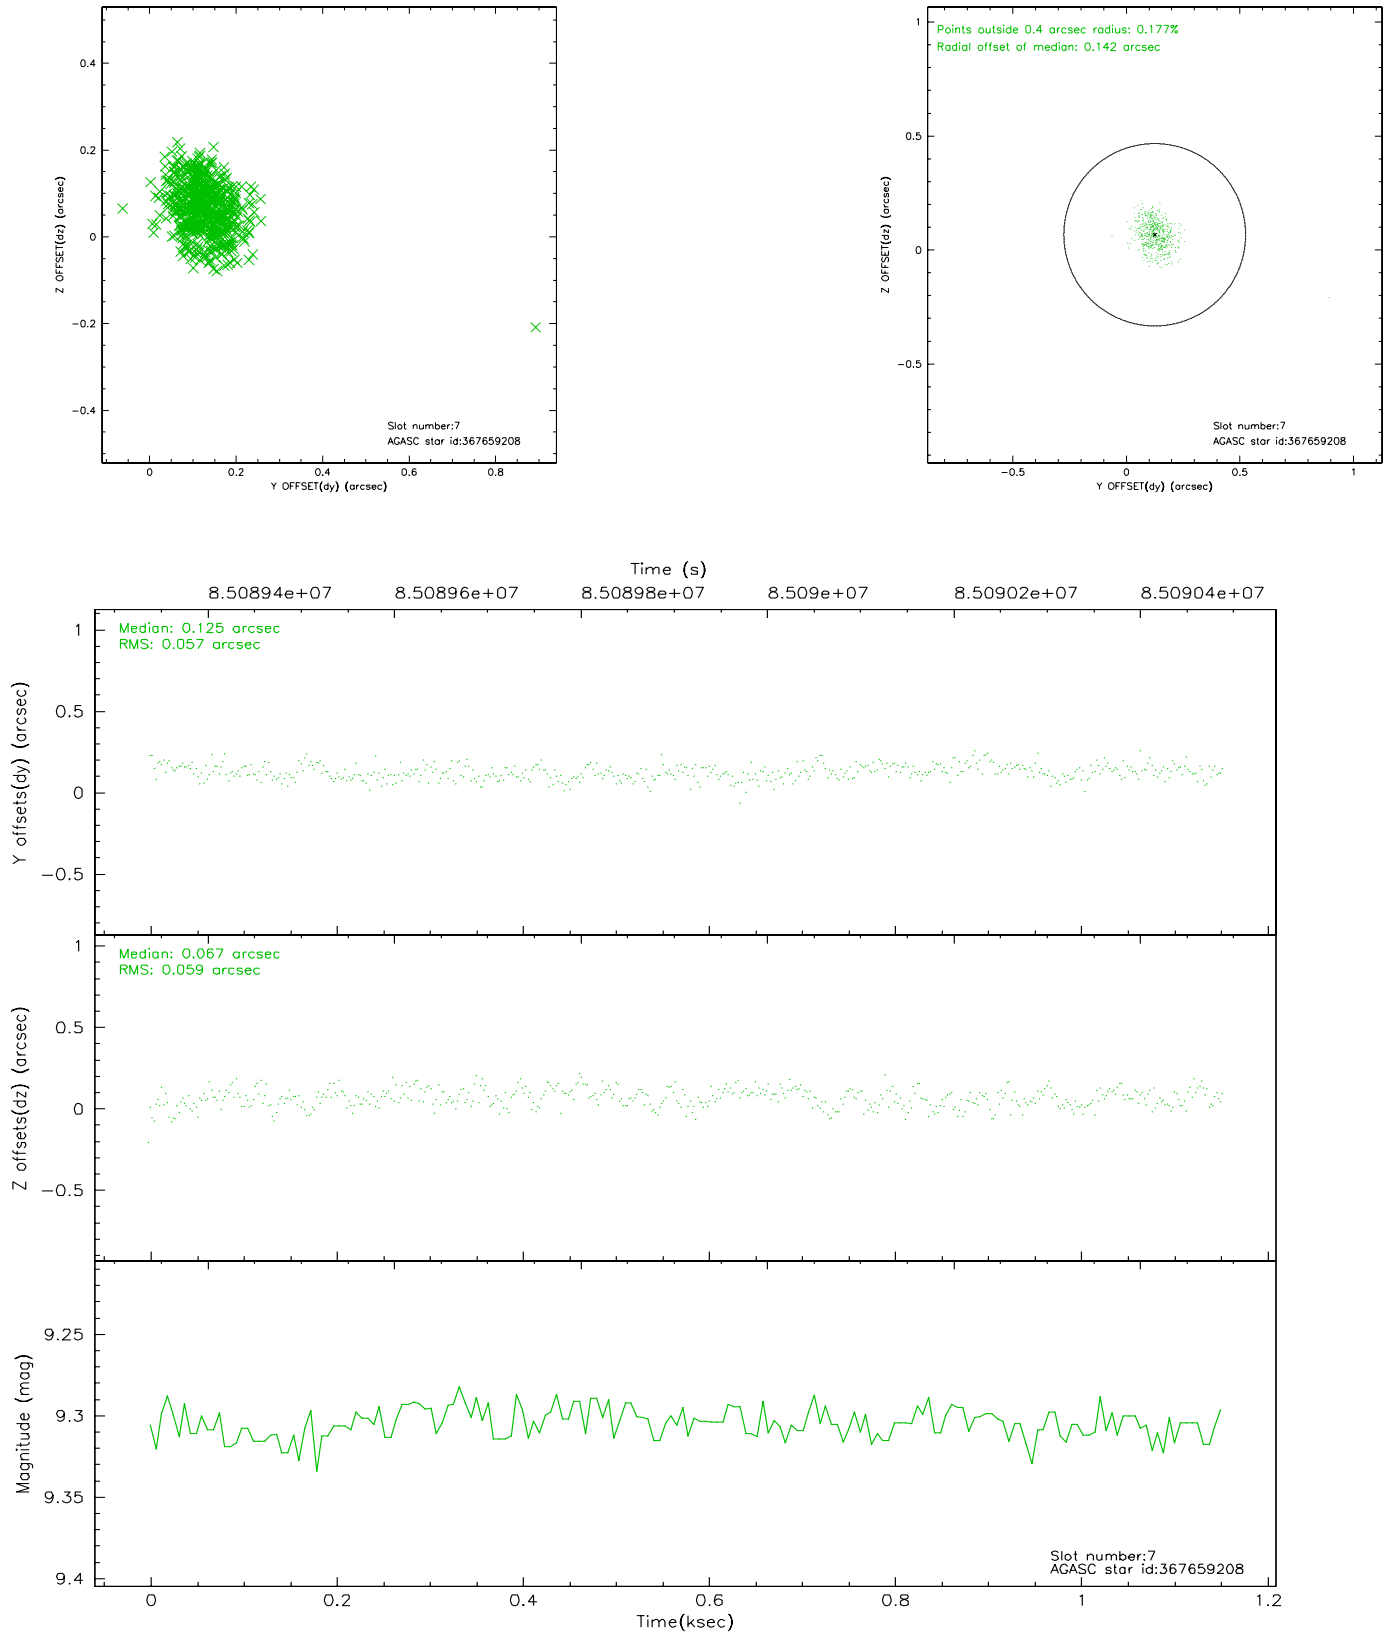 0.4
0.2
0
−0.2
−0.4
Z OFFSET(dz) (arcsec)
Slot number:7
AGASC star id:367659208
0 0.2 0.4 0.6 0.8
Y OFFSET(dy) (arcsec)
Points outside 0.4 arcsec radius: 0.177%
Radial offset of median: 0.142 arcsec
1
0.5
0
−0.5
Z OFFSET(dz) (arcsec)
Slot number:7
AGASC star id:367659208
−0.5 0 0.5 1
Y OFFSET(dy) (arcsec)
Time (s)
8.50894e+07 8.50896e+07 8.50898e+07 8.509e+07 8.50902e+07 8.50904e+07
Median: 0.125 arcsec
RMS: 0.057 arcsec
1
0.5
0
−0.5
Y offsets(dy) (arcsec)
Median: 0.067 arcsec
RMS: 0.059 arcsec
1
0.5
0
−0.5
Z offsets(dz) (arcsec)
9.25
9.3
9.35
9.4
Magnitude (mag)
Slot number:7
AGASC star id:367659208
0 0.2 0.4 0.6 0.8 1 1.2
Time(ksec)